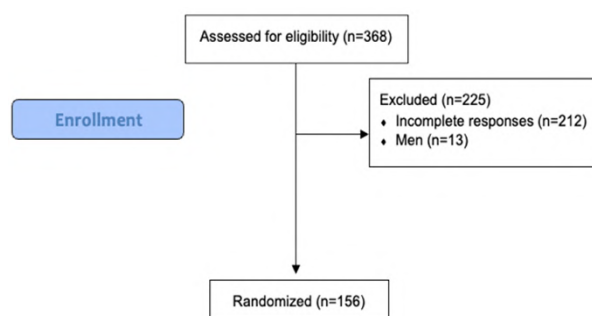 Assessed for eligibility (n=368)
Enrollment
Excluded (n=225)
♦ Incomplete responses (n=212)
♦ Men (n=13)
Randomized (n=156)